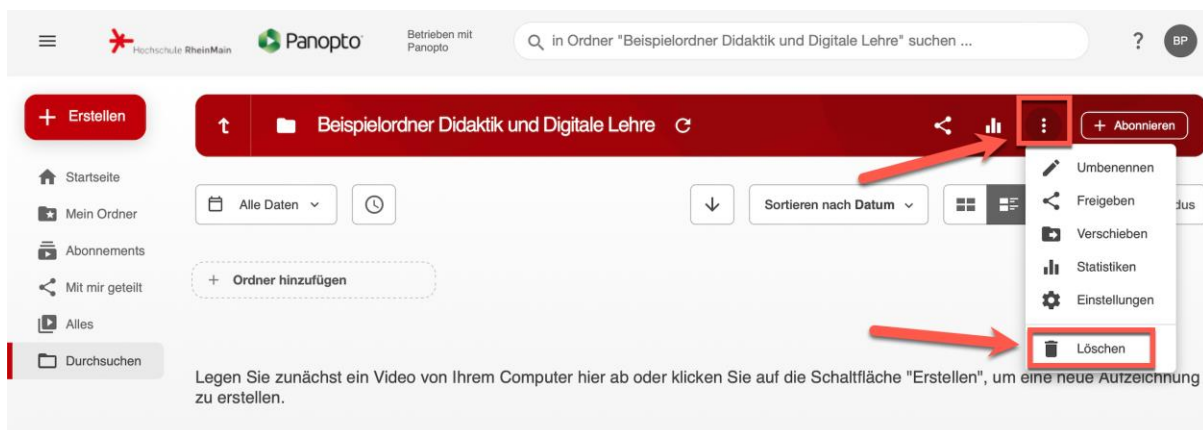 Hochschule RheinMain
Panopto
Betrieben mit
Panopto
in Ordner "Beispielordner Didaktik und Digitale Lehre" suchen ...
?
BP
+ Erstellen
Beispielordner Didaktik und Digitale Lehre
+ Abonnieren
Startseite
Mein Ordner
Abonnements
Mit mir geteilt
Alles
Durchsuchen
Alle Daten
Sortieren nach Datum
dus
+ Ordner hinzufügen
Umbenennen
Freigeben
Verschieben
Statistiken
Einstellungen
Löschen
Legen Sie zunächst ein Video von Ihrem Computer hier ab oder klicken Sie auf die Schaltfläche "Erstellen", um eine neue Aufzeichnung
zu erstellen.